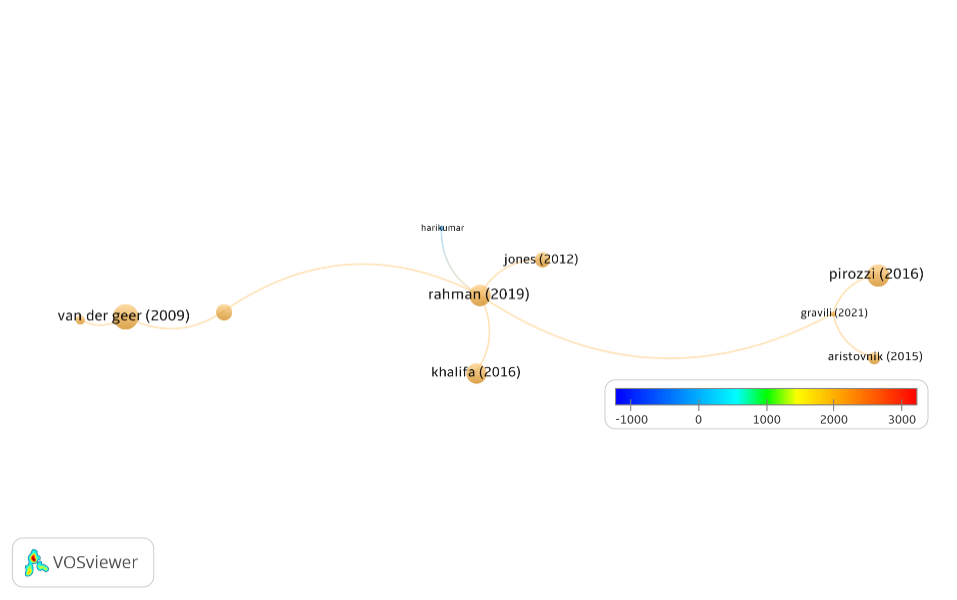 harikumar
jones (2012)
pirozzi (2016)
rahman (2019)
van der geer (2009)
gravili (2021)
aristovnik (2015)
khalifa (2016)
-1000 0 1000 2000 3000
VOSviewer